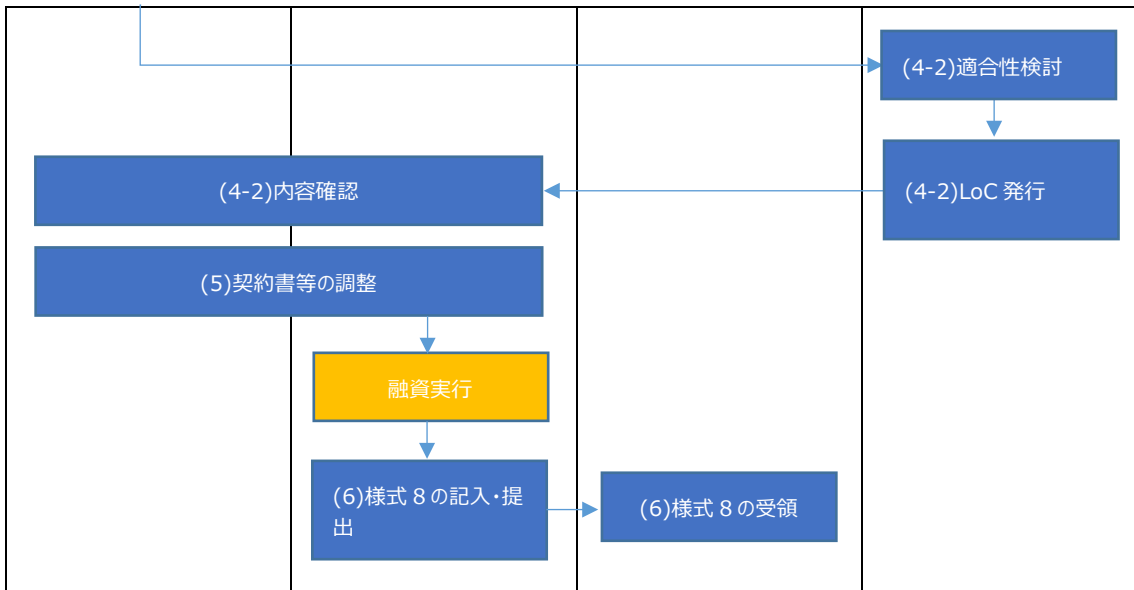 (4-2)適合性検討
(4-2)内容確認
(4-2)LoC 発行
(5)契約書等の調整
融資実行
(6)様式 8 の記入・提
出
(6)様式 8 の受領